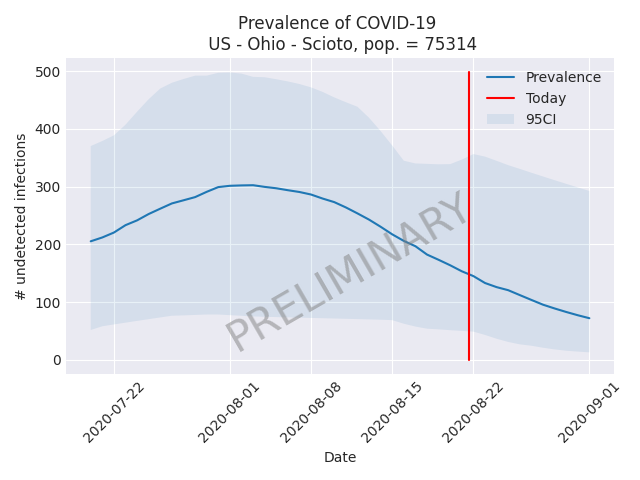 Prevalence of COVID-19
US - Ohio - Scioto, pop. = 75314
500
400
300
200
100
0
# undetected infections
Prevalence
Today
95CI
PRELIMINARY
2020-07-22
2020-08-01
2020-08-08
2020-08-15
2020-08-22
2020-09-01
Date